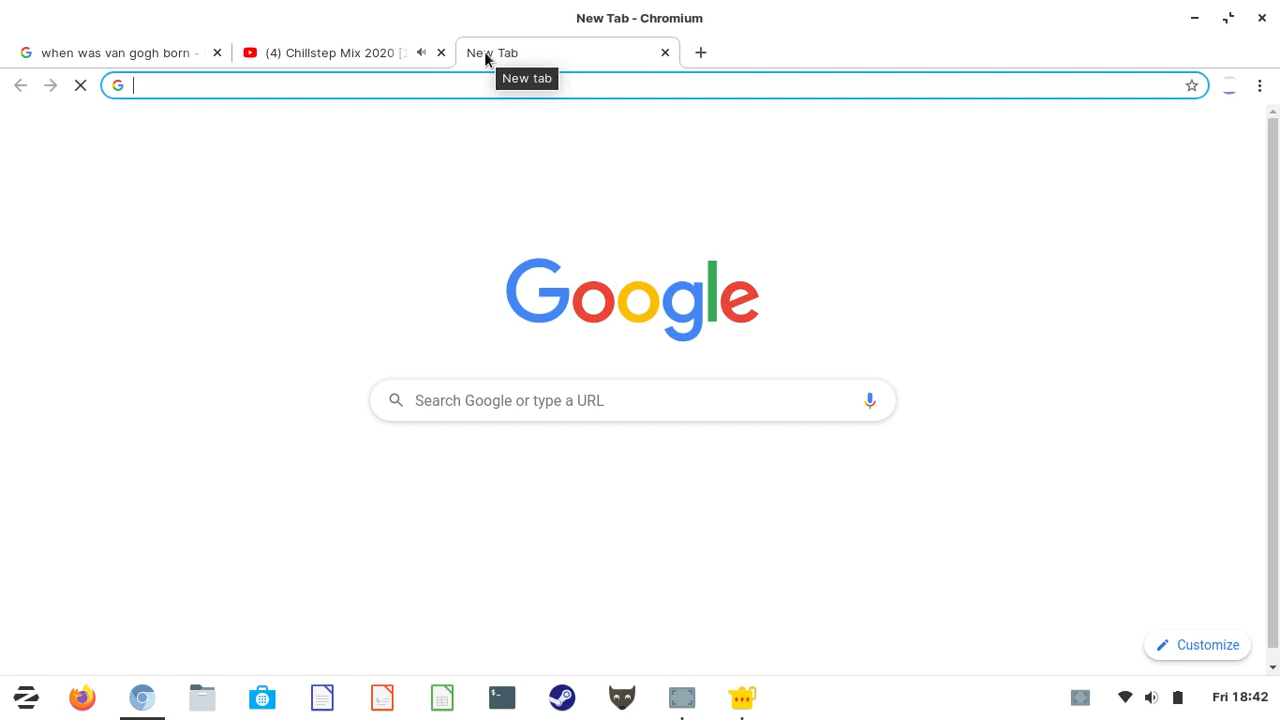 New Tab - Chromium
when was van gogh born -
(4) Chillstep Mix 2020 [
New Tab
New tab
Google
Search Google or type a URL
Customize
Fri 18:42